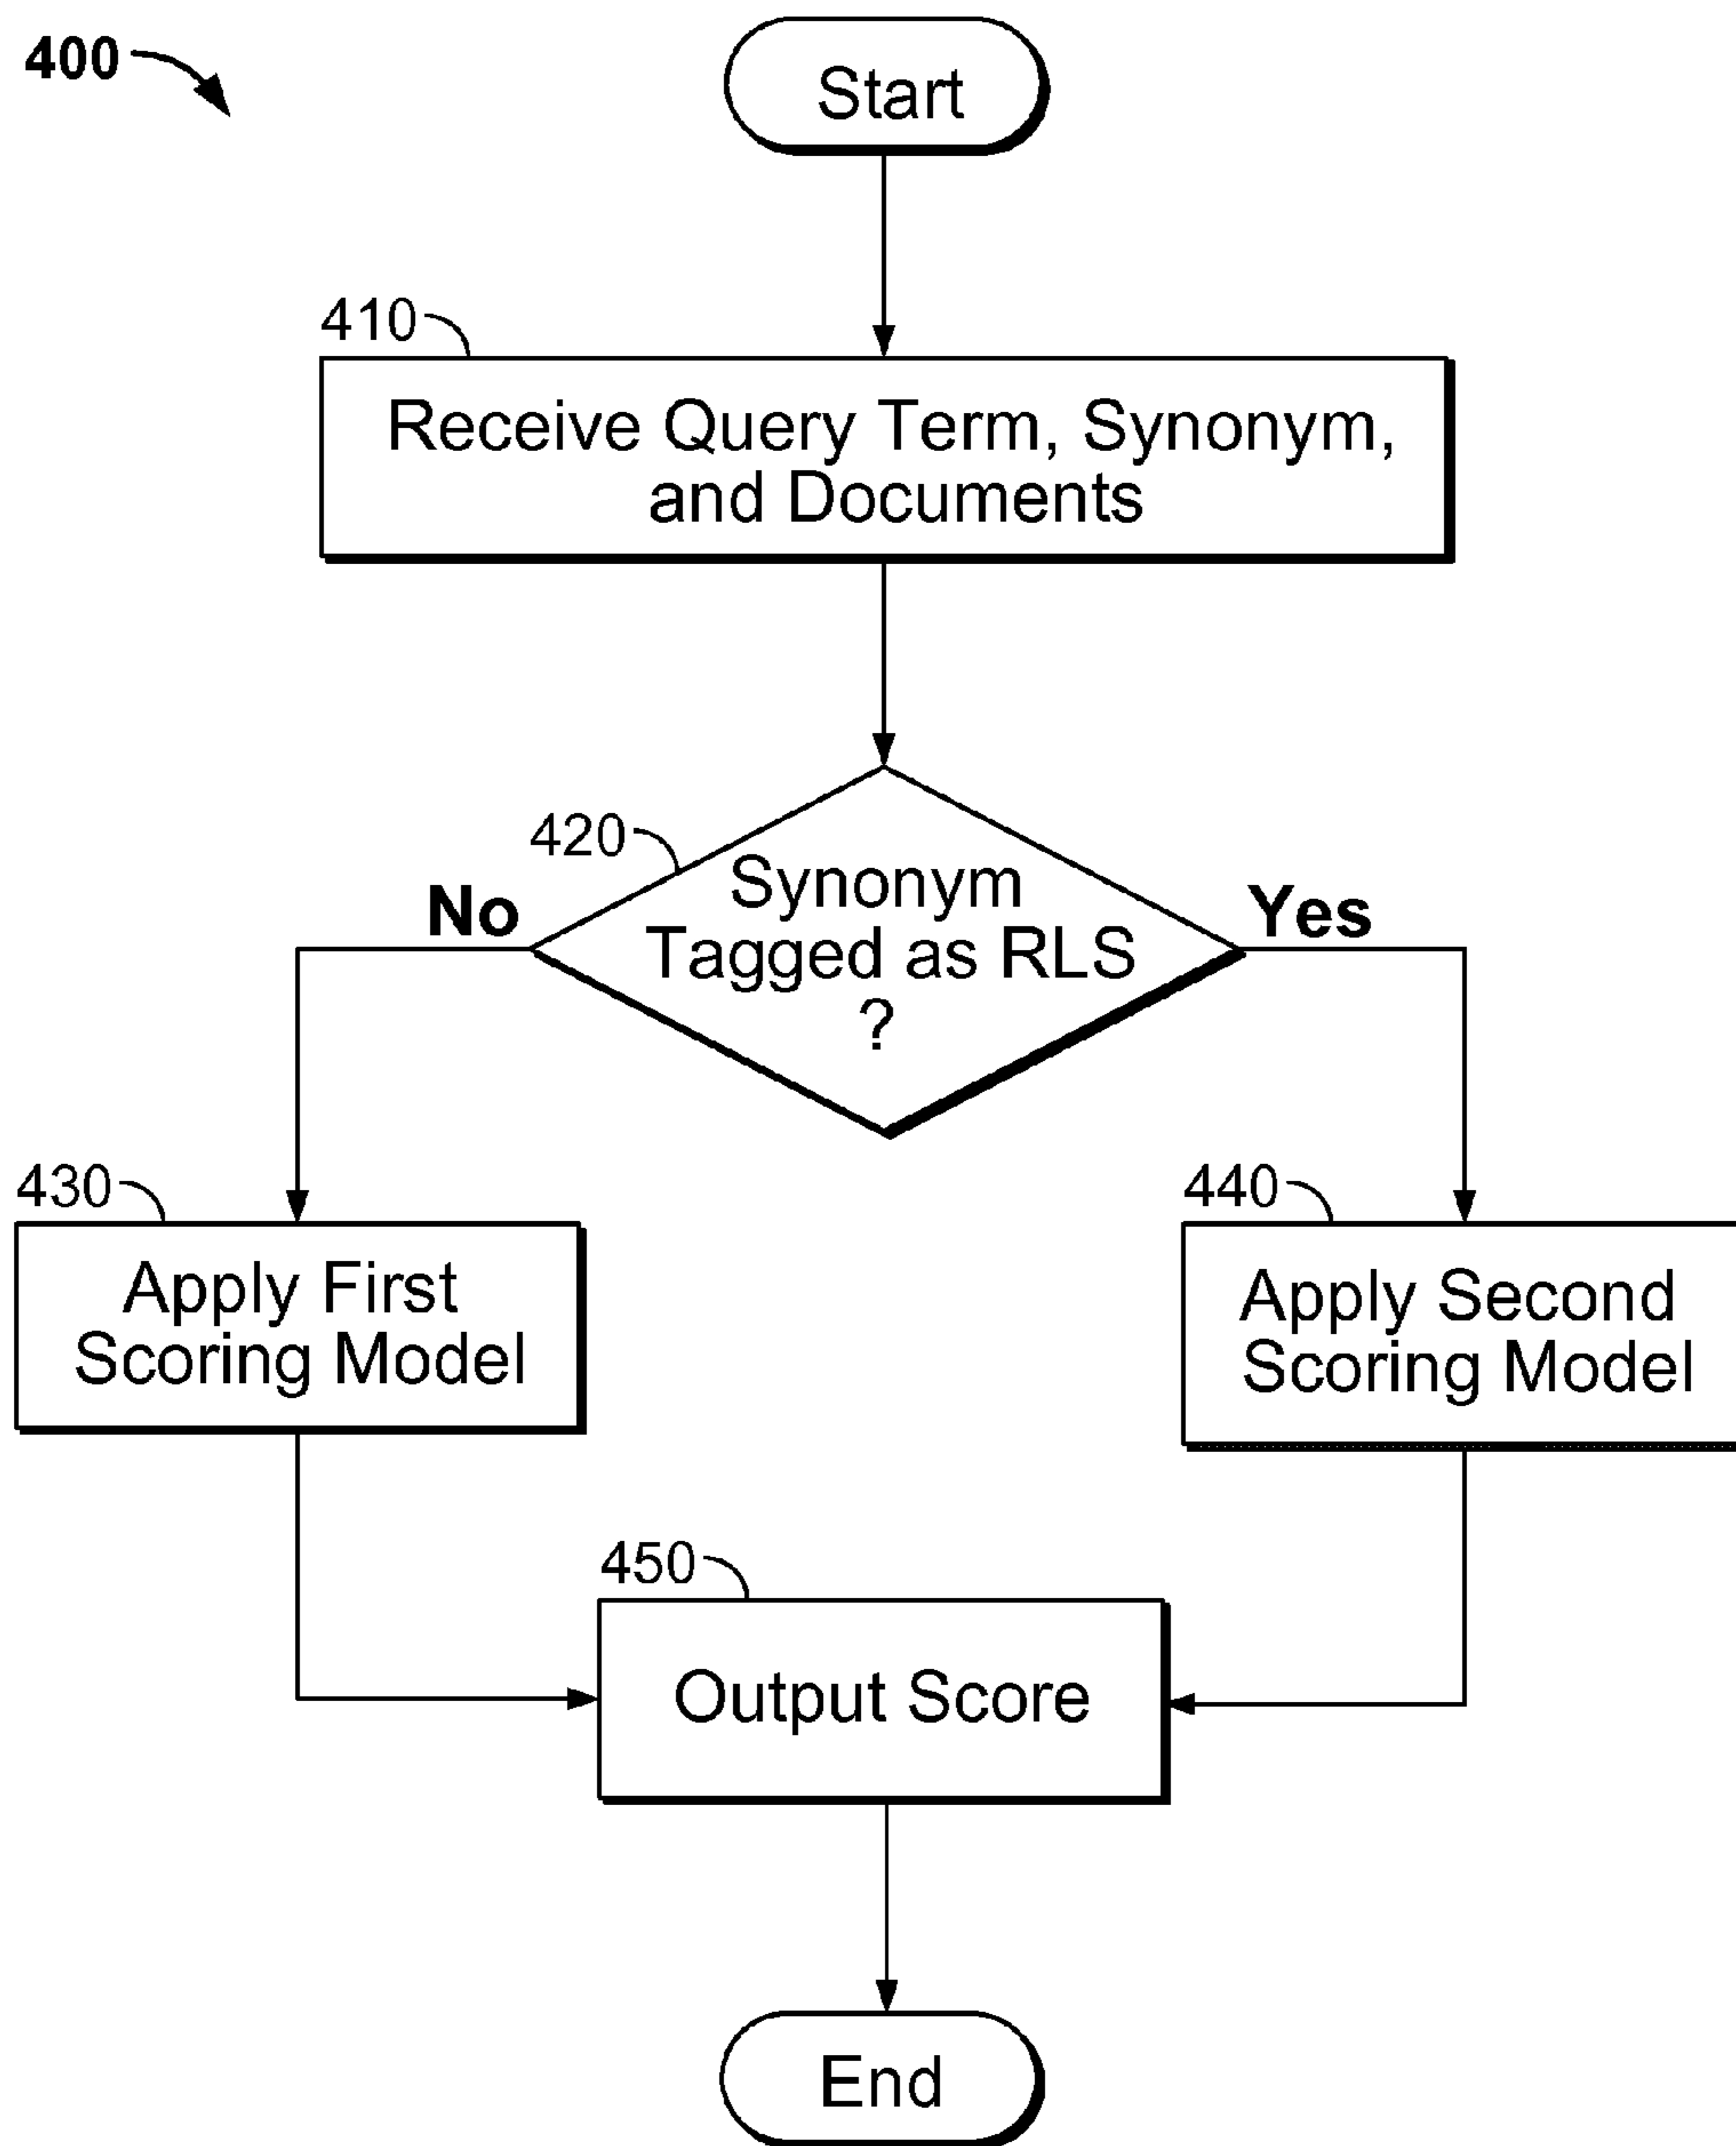 400
Start
410
Receive Query Term, Synonym,
and Documents
420
Synonym
Tagged as RLS
?
No
Yes
430
Apply First
Scoring Model
440
Apply Second
Scoring Model
450
Output Score
End